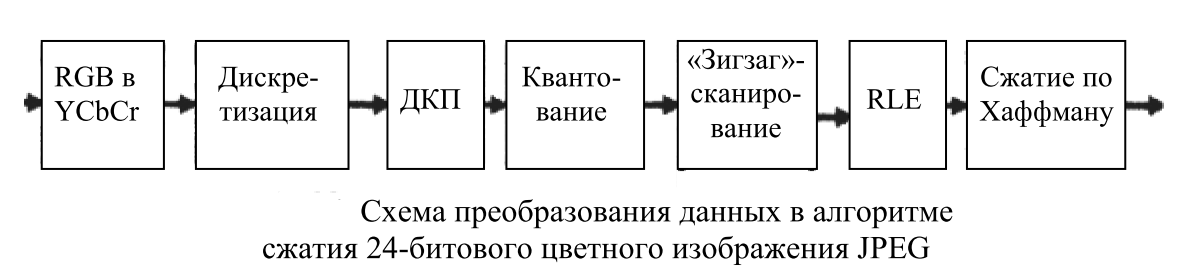 RGB в
YCbCr
Дискре-
тизация
ДКП
Кванто-
вание
«Зигзаг»-
сканиро-
вание
RLE
Сжатие по
Хаффману
Схема преобразования данных в алгоритме
сжатия 24-битового цветного изображения JPEG